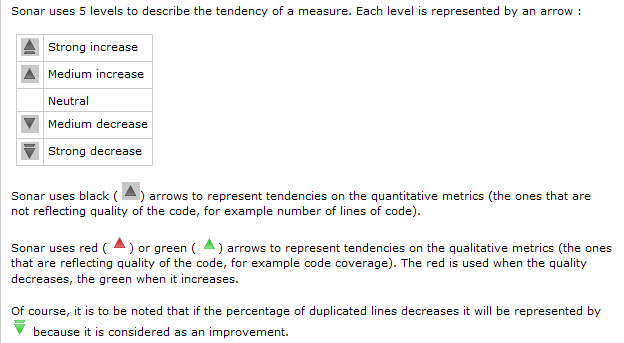 Sonar uses 5 levels to describe the tendency of a measure. Each level is represented by an arrow :
Strong increase
Medium increase
Neutral
Medium decrease
Strong decrease
Sonar uses black ( ) arrows to represent tendencies on the quantitative metrics (the ones that are
not reflecting quality of the code, for example number of lines of code).
Sonar uses red ( ) or green ( ) arrows to represent tendencies on the qualitative metrics (the ones
that are reflecting quality of the code, for example code coverage). The red is used when the quality
decreases, the green when it increases.
Of course, it is to be noted that if the percentage of duplicated lines decreases it will be represented by
because it is considered as an improvement.